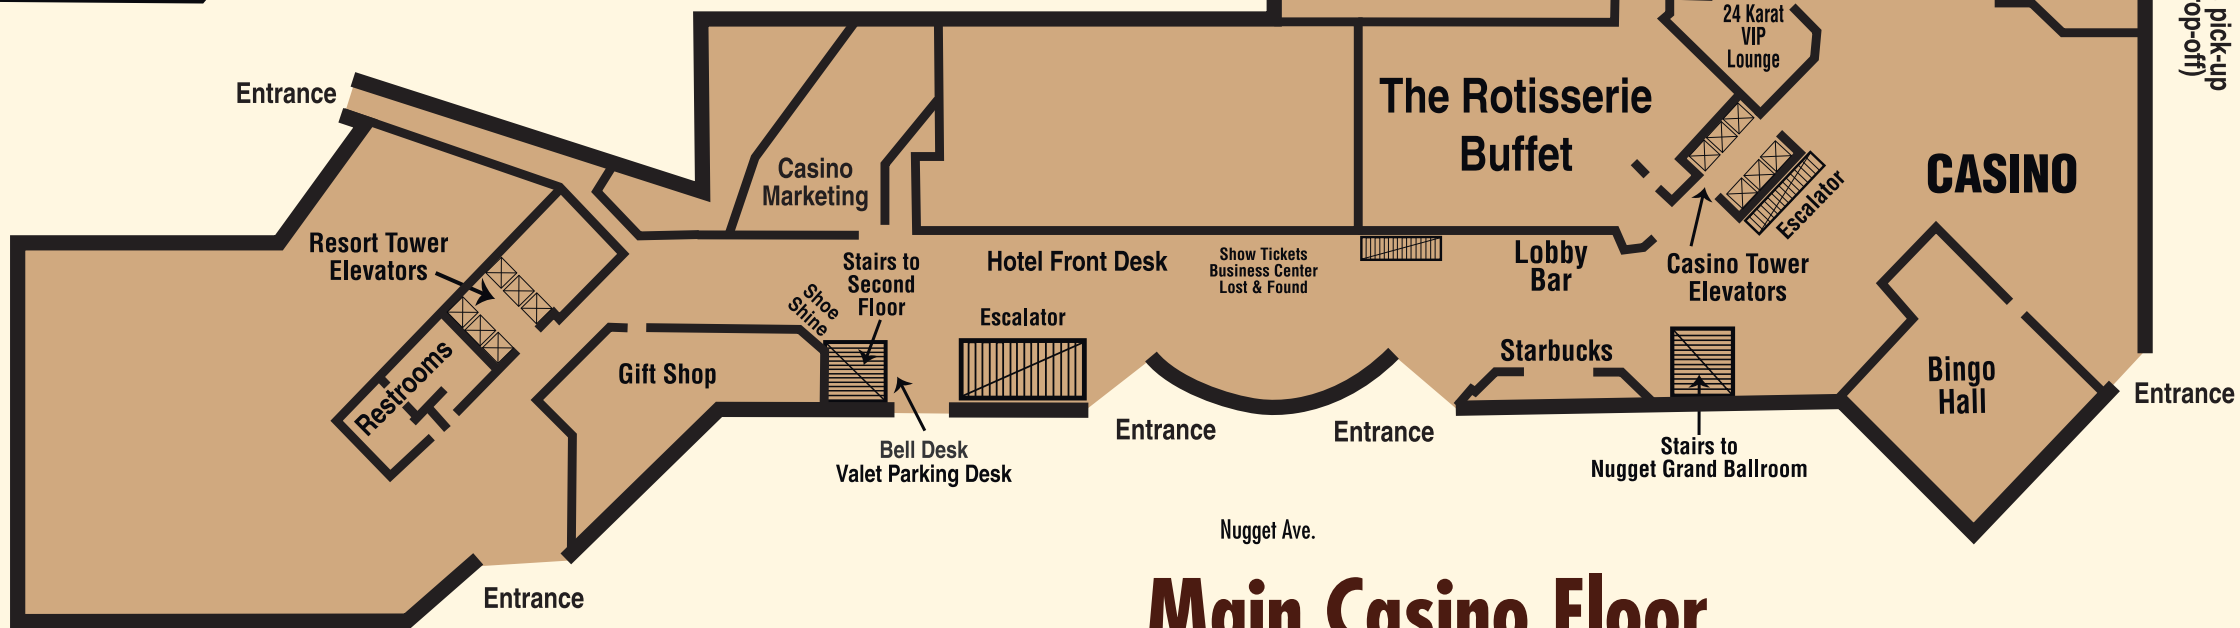 24 Karat
VIP
Lounge
pick-up
op-off)
Entrance
The Rotisserie
Buffet
CASINO
Casino
Marketing
Escalator
Resort Tower
Elevators
Stairs to
Second
Floor
Hotel Front Desk
Show Tickets
Business Center
Lost & Found
Lobby
Bar
Casino Tower
Elevators
Shoe
Shine
Escalator
Restrooms
Gift Shop
Starbucks
Bingo
Hall
Entrance
Entrance
Entrance
Bell Desk
Valet Parking Desk
Stairs to
Nugget Grand Ballroom
Nugget Ave.
Entrance
Main Casino Floor